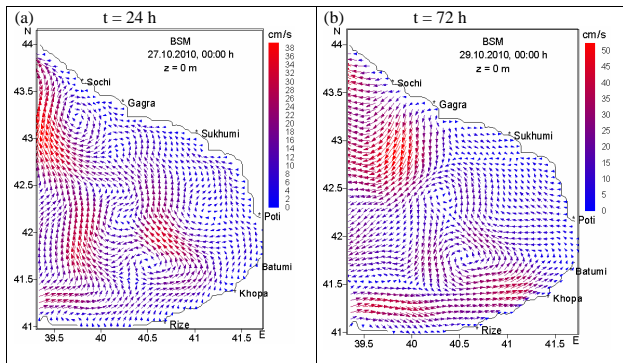 (a) t = 24 h
N
BSM
27.10.2010, 00:00 h
z = 0 m
cm/s
38
36
34
32
30
28
26
24
22
20
18
16
14
12
10
8
6
4
2
0
44
43.5
43
42.5
42
41.5
41
Sochi
Gagra
Sukhumi
Poti
Batumi
Khopa
Rize
E
39.5 40 40.5 41 41.5
(b) t = 72 h
N
BSM
29.10.2010, 00:00 h
z = 0 m
cm/s
50
45
40
35
30
25
20
15
10
5
0
44
43.5
43
42.5
42
41.5
41
Sochi
Gagra
Sukhumi
Poti
Batumi
Khopa
Rize
E
39.5 40 40.5 41 41.5